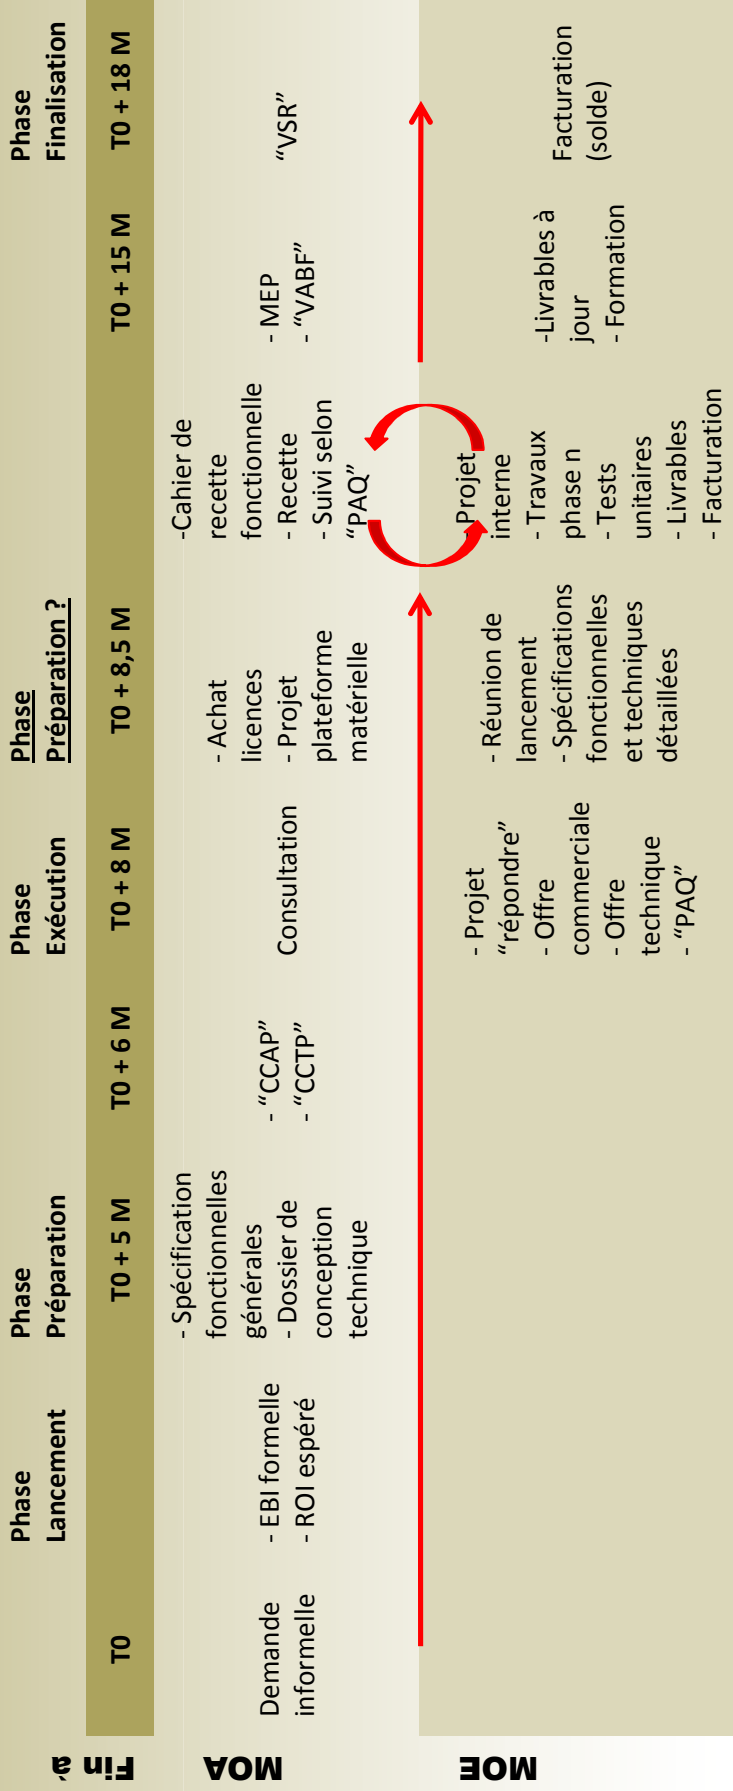 Phase
Lancement
Phase
Préparation
Phase
Exécution
Phase
Préparation ?
Phase
Finalisation
Fin à
T0
T0 + 5 M
T0 + 6 M
T0 + 8 M
T0 + 8,5 M
T0 + 15 M
T0 + 18 M
MOA
Demande
informelle
- EBI formelle
- ROI espéré
- Spécification
fonctionnelles
générales
- Dossier de
conception
technique
- “CCAP”
- “CCTP”
Consultation
- Achat
licences
- Projet
plateforme
matérielle
-Cahier de
recette
fonctionnelle
- Recette
- Suivi selon
“PAQ”
- MEP
- “VABF”
“VSR”
MOE
- Projet
“répondre”
- Offre
commerciale
- Offre
technique
- “PAQ”
- Réunion de
lancement
- Spécifications
fonctionnelles
et techniques
détaillées
- Projet
interne
- Travaux
phase n
- Tests
unitaires
- Livrables
- Facturation
-Livrables à
jour
- Formation
Facturation
(solde)